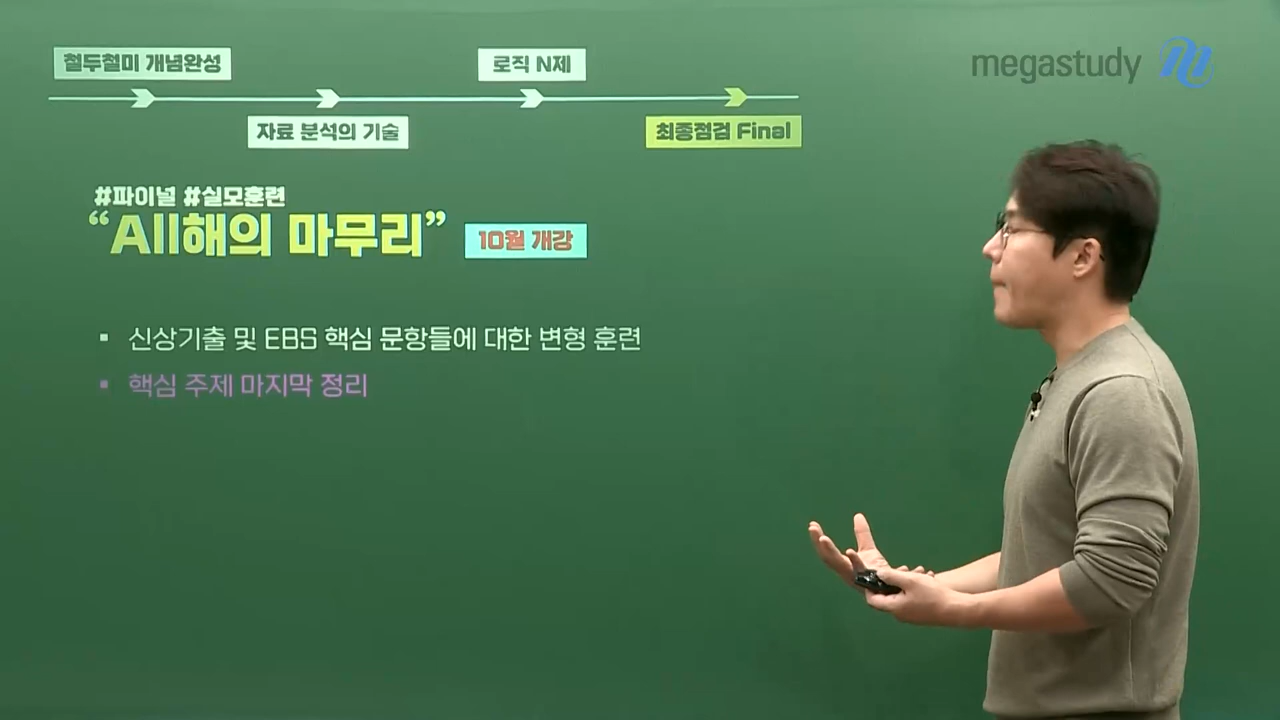 철두철미 개념완성
로직 N제
megastudy
자료 분석의 기술
최종점검 Final
#파이널 #실모훈련
“All해의 마무리”
10월 개강
▪ 신상기출 및 EBS 핵심 문항들에 대한 변형 훈련
▪ 핵심 주제 마지막 정리